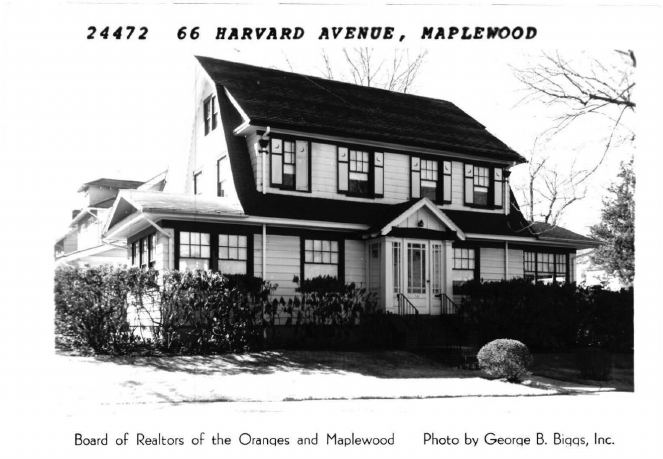 24472 66 HARVARD AVENUE, MAPLEWOOD
Board of Realtors of the Oranges and Maplewood Photo by George B. Biggs, Inc.